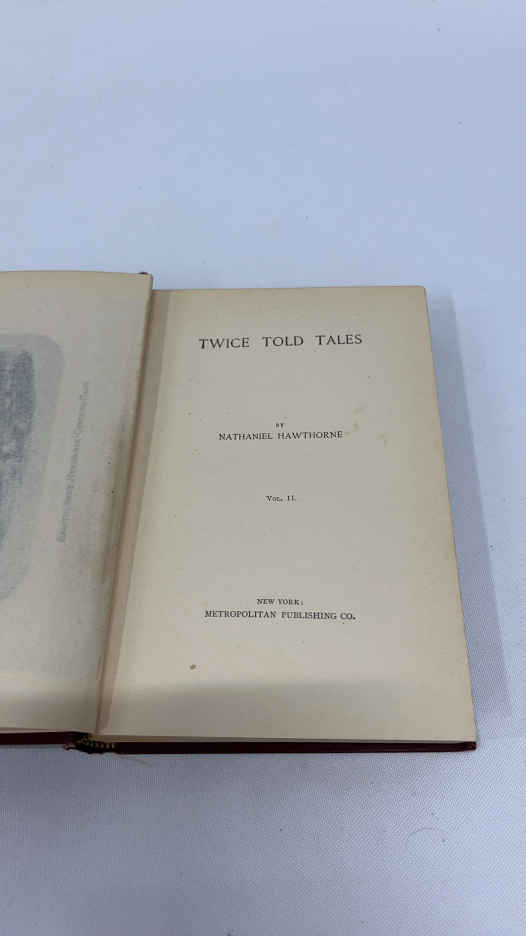 TWICE TOLD TALES
BY
NATHANIEL HAWTHORNE
VOL. II.
NEW YORK:
METROPOLITAN PUBLISHING CO.